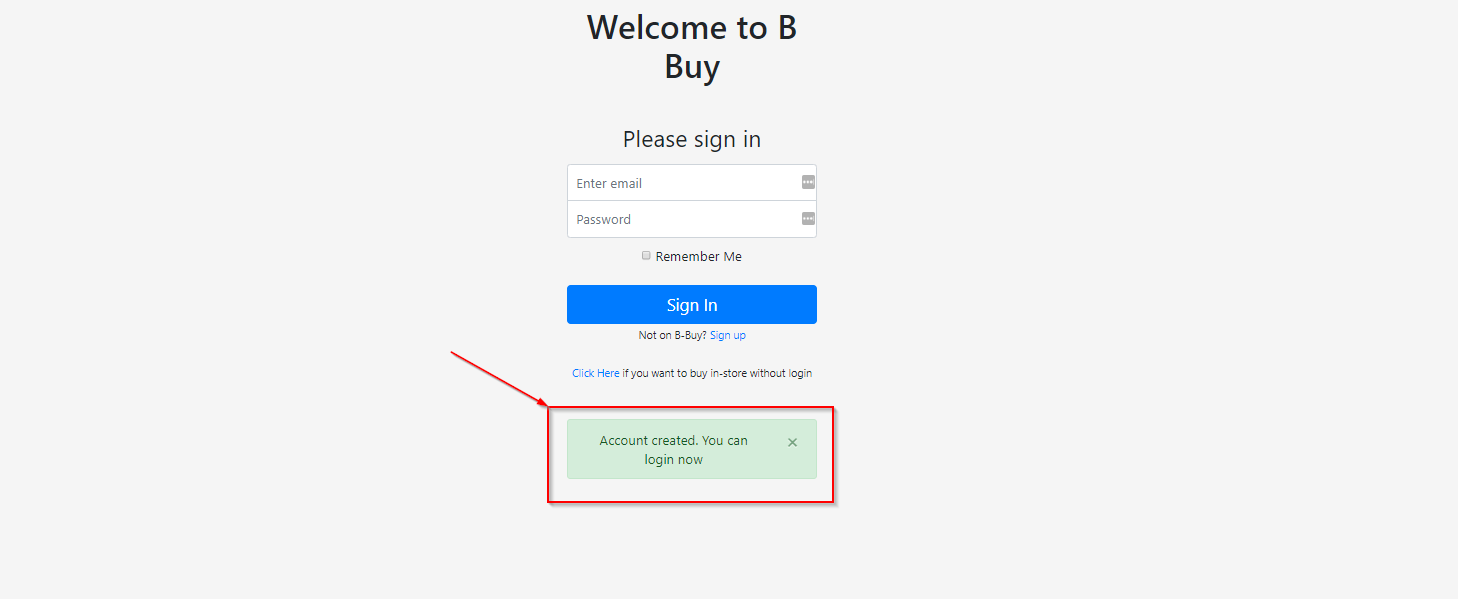 Welcome to B
Buy
Please sign in
Enter email
Password
Remember Me
Sign In
Not on B-Buy? Sign up
Click Here if you want to buy in-store without login
Account created. You can
login now
×